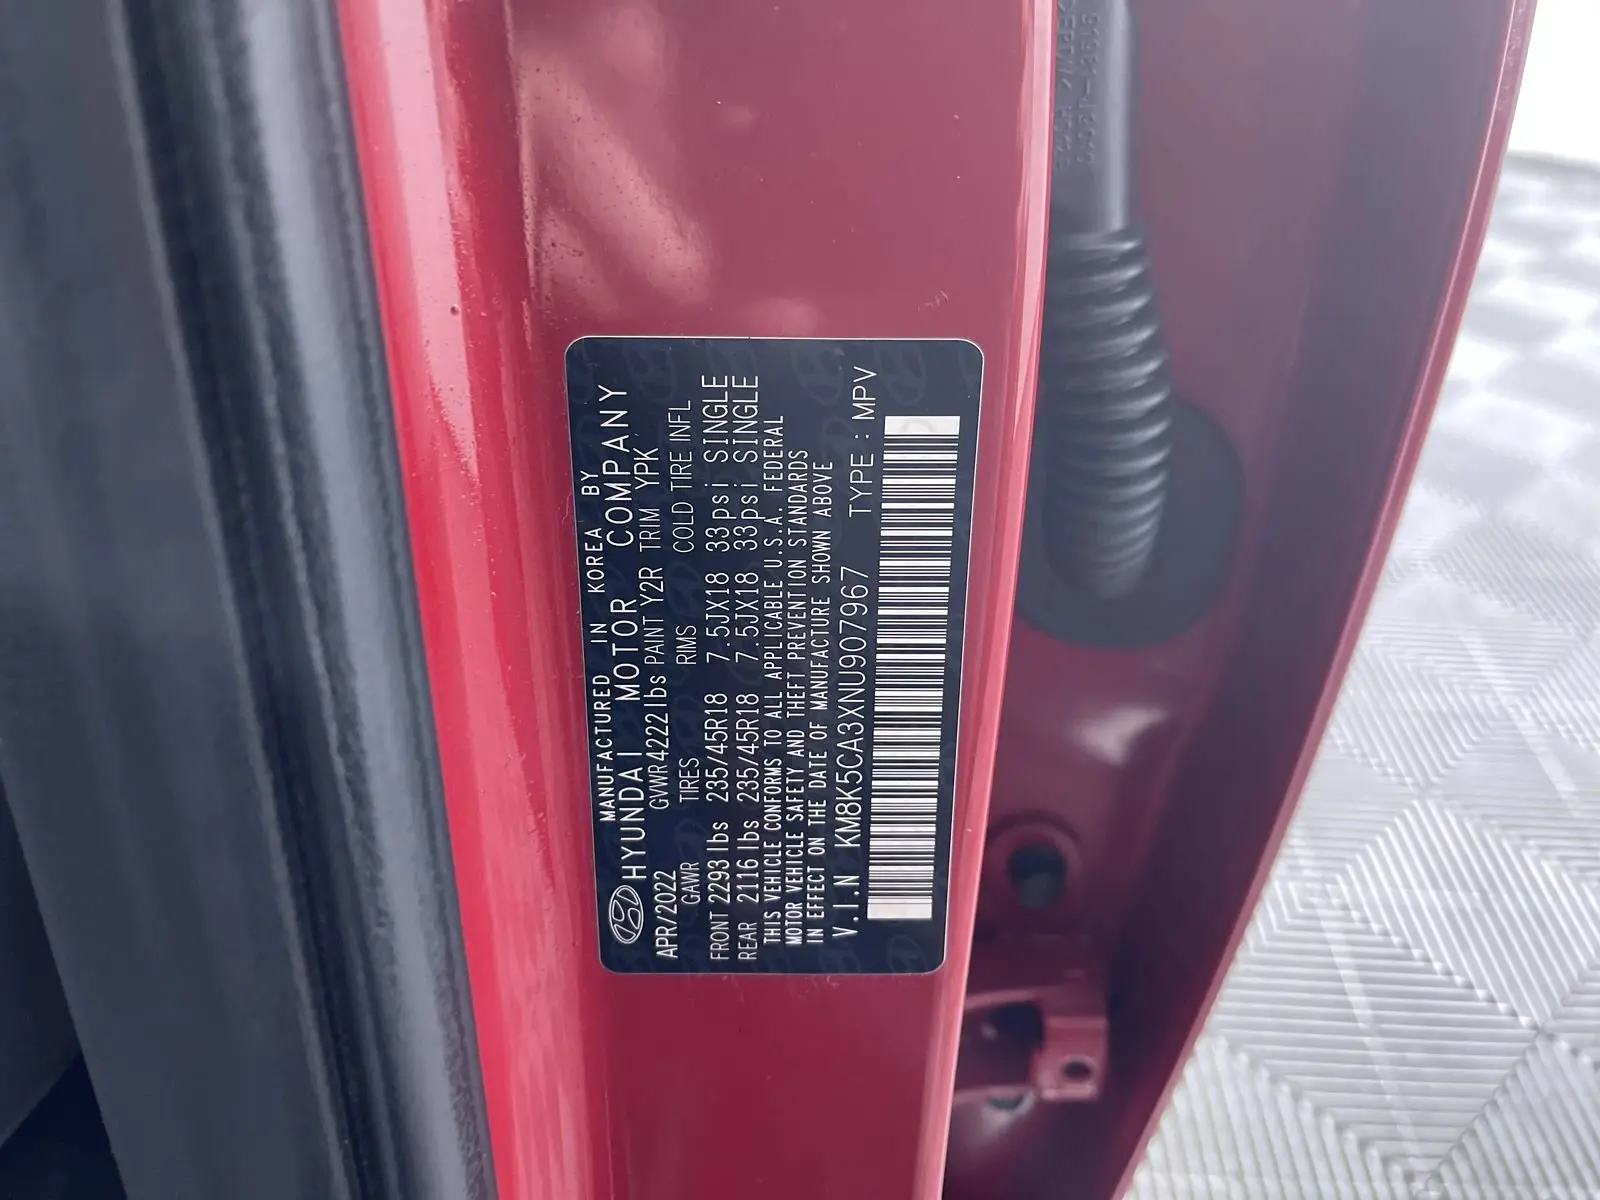 MANUFACTURED IN KOREA BY
HYUNDAI MOTOR COMPANY
APR/2022 GVWR4222lbs PAINT Y2R TRIM YPK
GAWR TIRES RIMS COLD TIRE INFL
FRONT 2293lbs 235/45R18 7.5JX18 33psi SINGLE
REAR 2116lbs 235/45R18 7.5JX18 33psi SINGLE
THIS VEHICLE CONFORMS TO ALL APPLICABLE U.S.A. FEDERAL
MOTOR VEHICLE SAFETY AND THEFT PREVENTION STANDARDS
IN EFFECT ON THE DATE OF MANUFACTURE SHOWN ABOVE
V.I.N KM8K5CA3XNU907967 TYPE : MPV